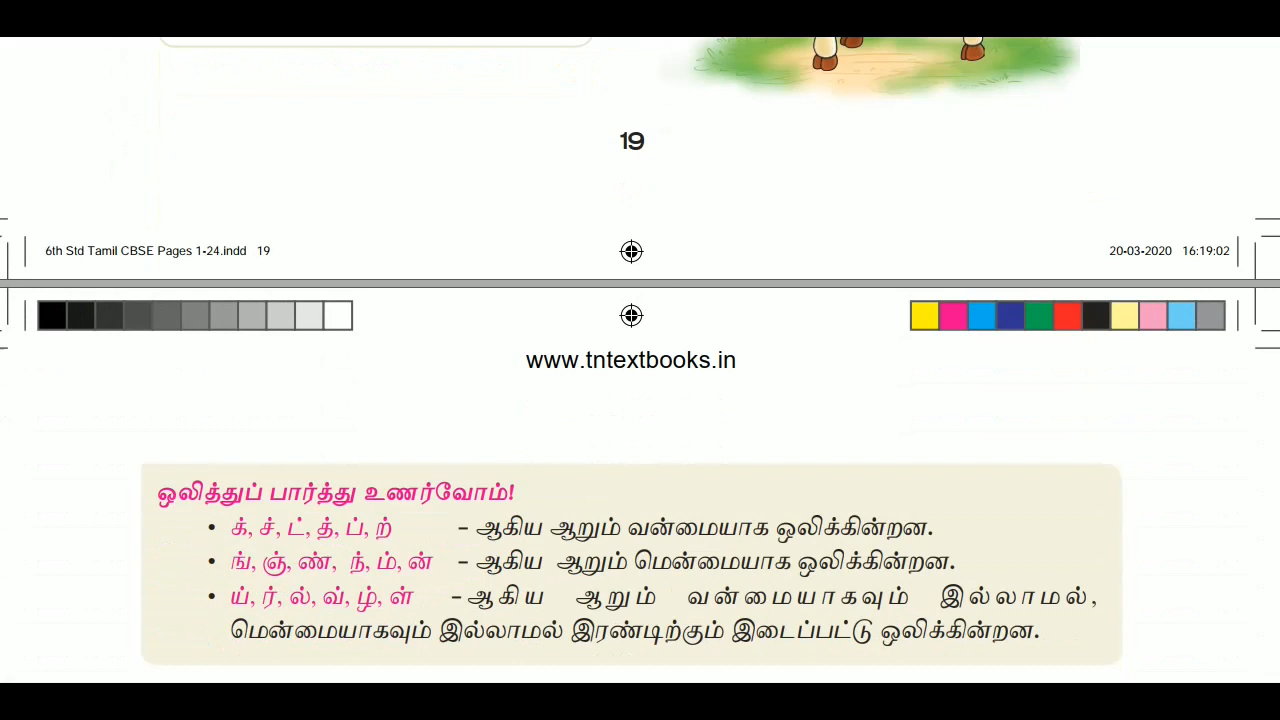 19
6th Std Tamil CBSE Pages 1-24.indd 19 20-03-2020 16:19:02
www.tntextbooks.in
ஒலித்துப் பார்த்து உணர்வோம்!
• க், ச், ட், த், ப், ற் – ஆகிய ஆறும் வன்மையாக ஒலிக்கின்றன.
• ங், ஞ், ண், ந், ம், ன் – ஆகிய ஆறும் மென்மையாக ஒலிக்கின்றன.
• ய், ர், ல், வ், ழ், ள் – ஆகிய ஆறும் வன்மையாகவும் இல்லாமல்,
மென்மையாகவும் இல்லாமல் இரண்டிற்கும் இடைப்பட்டு ஒலிக்கின்றன.